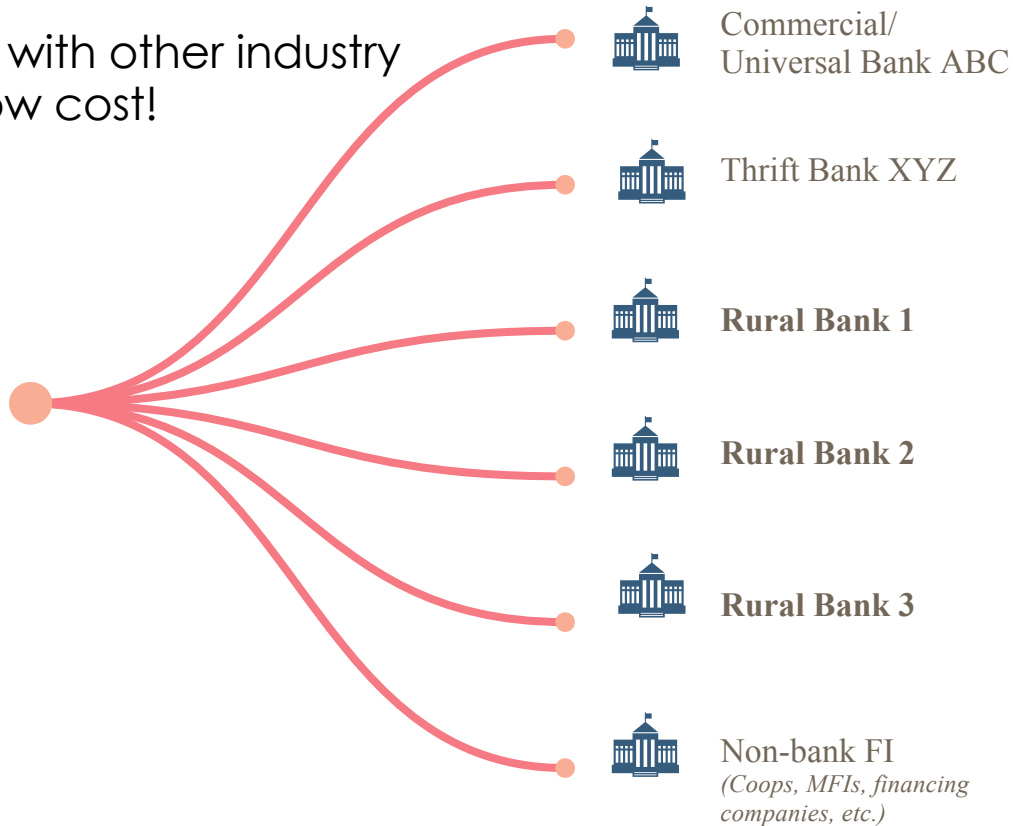 with other industry
ow cost!
Commercial/
Universal Bank ABC
Thrift Bank XYZ
Rural Bank 1
Rural Bank 2
Rural Bank 3
Non-bank FI
(Coops, MFIs, financing
companies, etc.)